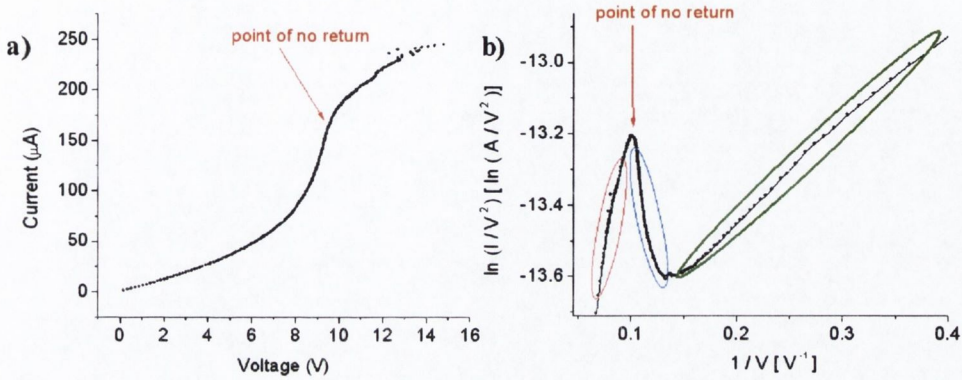 a)
point of no return
250
200
150
100
50
0
Current (μA)
0 2 4 6 8 10 12 14 16
Voltage (V)
b)
point of no return
-13.0
-13.2
-13.4
-13.6
ln (I / V²) [ ln ( A / V² )]
0.1 0.2 0.3 0.4
1 / V [ V⁻¹ ]